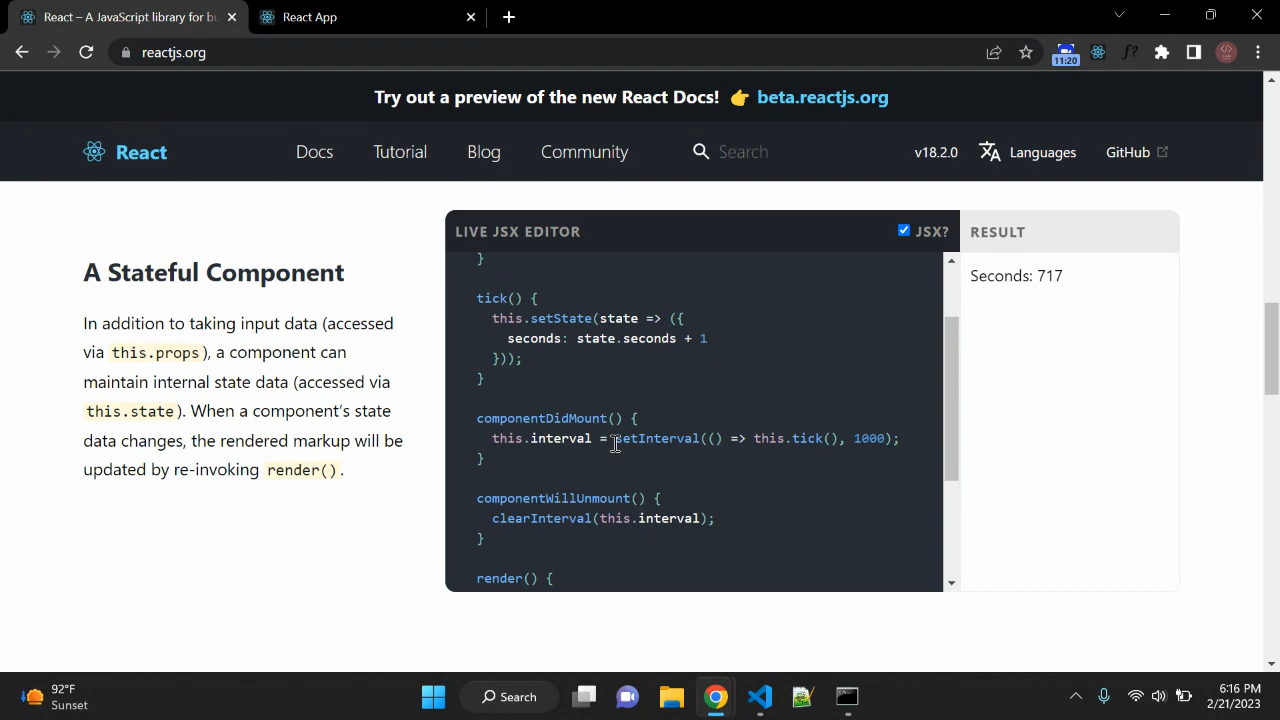 React – A JavaScript library for bu
React App
reactjs.org
11:20
f?
Try out a preview of the new React Docs! 👉 beta.reactjs.org
React
Docs
Tutorial
Blog
Community
Search
v18.2.0
Languages
GitHub
A Stateful Component
In addition to taking input data (accessed
via this.props), a component can
maintain internal state data (accessed via
this.state). When a component's state
data changes, the rendered markup will be
updated by re-invoking render().
LIVE JSX EDITOR
JSX?
}
tick() {
this.setState(state => ({
seconds: state.seconds + 1
}));
}
componentDidMount() {
this.interval = setInterval(() => this.tick(), 1000);
}
componentWillUnmount() {
clearInterval(this.interval);
}
render() {
RESULT
Seconds: 717
92°F
Sunset
Search
6:16 PM
2/21/2023